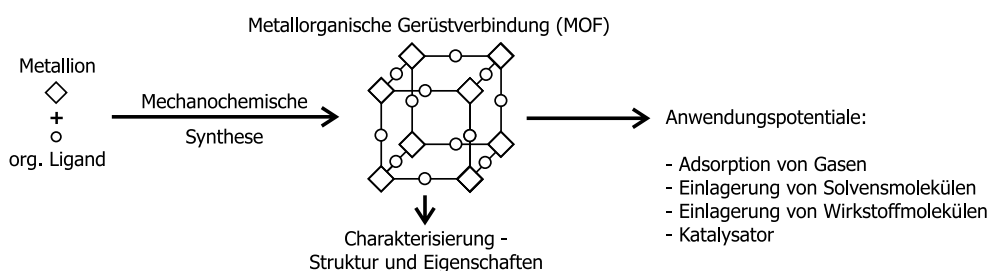 Metallorganische Gerüstverbindung (MOF)
Metallion
+
org. Ligand
Mechanochemische
Synthese
Charakterisierung -
Struktur und Eigenschaften
Anwendungspotentiale:
- Adsorption von Gasen
- Einlagerung von Solvensmolekülen
- Einlagerung von Wirkstoffmolekülen
- Katalysator